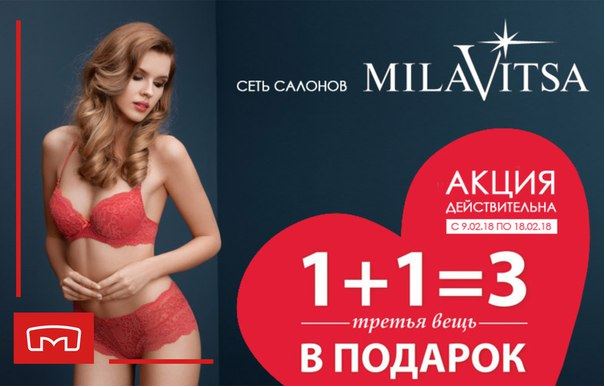 СЕТЬ САЛОНОВ MILAVITSA
АКЦИЯ
ДЕЙСТВИТЕЛЬНА
С 9.02.18 ПО 18.02.18
1+1=3
третья вещь
В ПОДАРОК